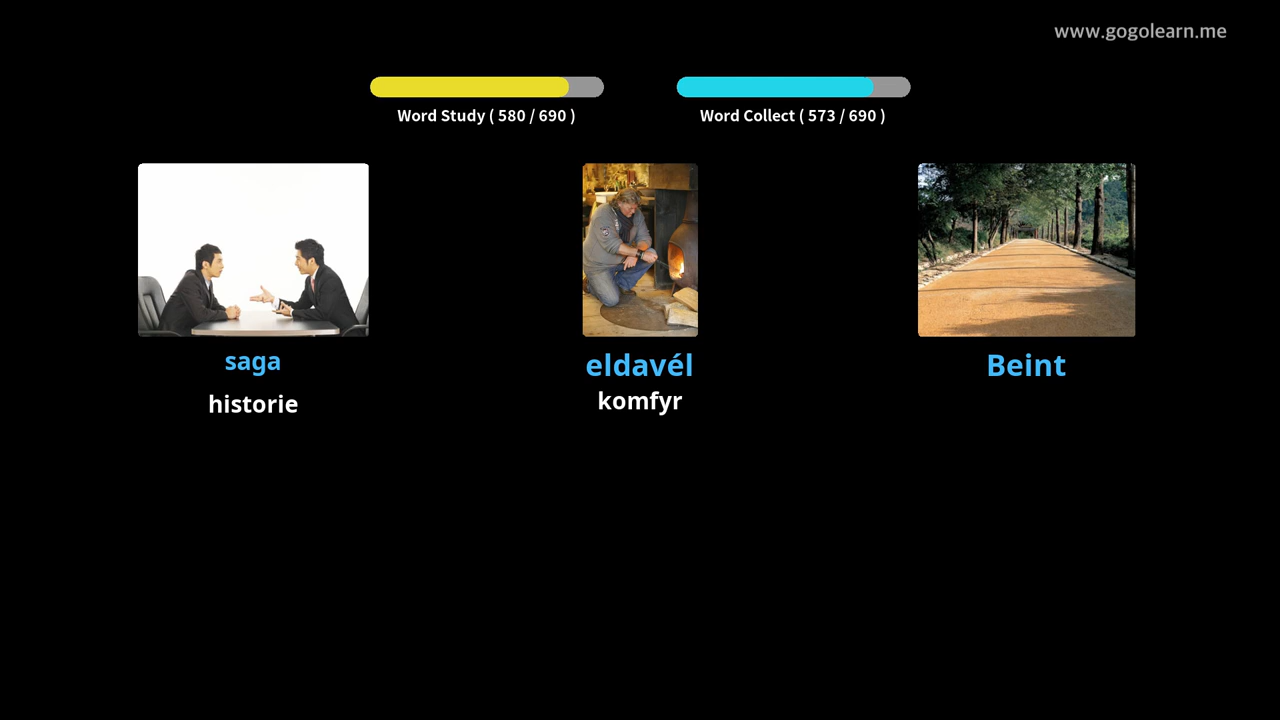 www.gogolearn.me
Word Study ( 580 / 690 )
Word Collect ( 573 / 690 )
saga
eldavél
Beint
historie
komfyr